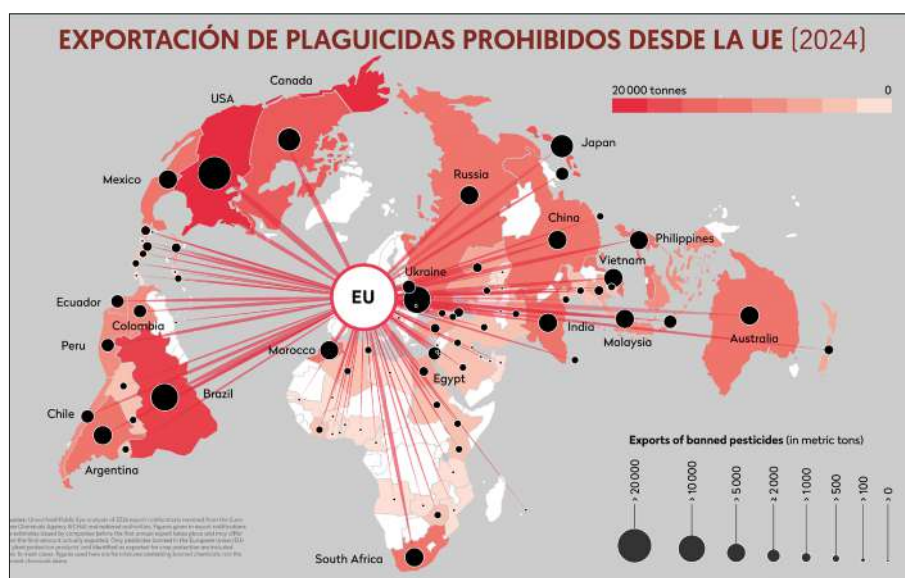 EXPORTACIÓN DE PLAGUICIDAS PROHIBIDOS DESDE LA UE (2024)
Canada
USA
20 000 tonnes
0
Japan
Mexico
Russia
China
Philippines
Ukraine
Vietnam
EU
Ecuador
Colombia
Peru
Morocco
India
Malaysia
Australia
Egypt
Brazil
Chile
Argentina
South Africa
Exports of banned pesticides (in metric tons)
> 20 000
> 10 000
> 5 000
≥ 2 000
> 1 000
> 500
> 100
> 0